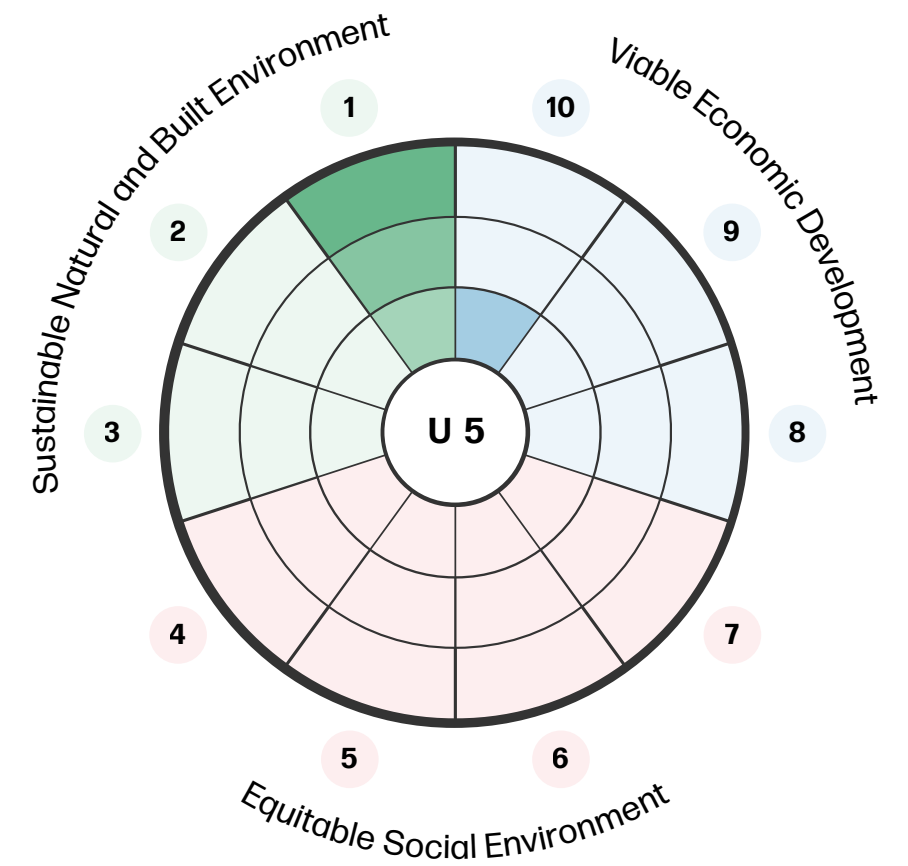 Sustainable Natural and Built Environment
Viable Economic Development
1
10
2
9
3
U 5
8
4
7
5
6
Equitable Social Environment